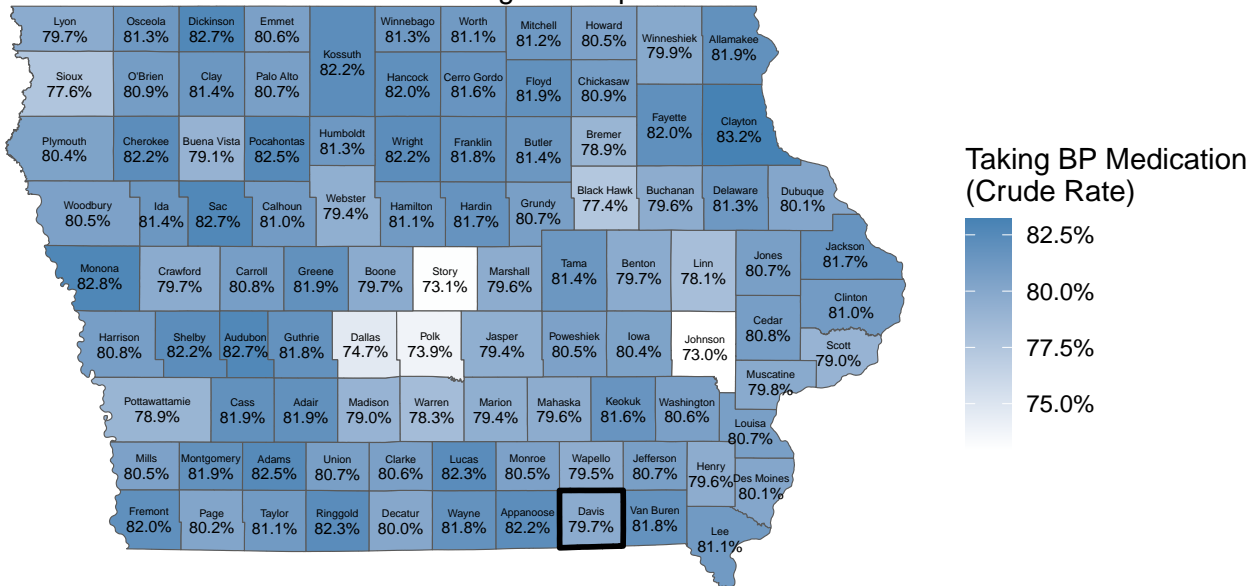 Lyon
79.7%
Osceola
81.3%
Dickinson
82.7%
Emmet
80.6%
Kossuth
82.2%
Winnebago
81.3%
Worth
81.1%
Mitchell
81.2%
Howard
80.5%
Winneshiek
79.9%
Allamakee
81.9%
Sioux
77.6%
O'Brien
80.9%
Clay
81.4%
Palo Alto
80.7%
Hancock
82.0%
Cerro Gordo
81.6%
Floyd
81.9%
Chickasaw
80.9%
Fayette
82.0%
Clayton
83.2%
Plymouth
80.4%
Cherokee
82.2%
Buena Vista
79.1%
Pocahontas
82.5%
Humboldt
81.3%
Wright
82.2%
Franklin
81.8%
Butler
81.4%
Bremer
78.9%
Woodbury
80.5%
Ida
81.4%
Sac
82.7%
Calhoun
81.0%
Webster
79.4%
Hamilton
81.1%
Hardin
81.7%
Grundy
80.7%
Black Hawk
77.4%
Buchanan
79.6%
Delaware
81.3%
Dubuque
80.1%
Monona
82.8%
Crawford
79.7%
Carroll
80.8%
Greene
81.9%
Boone
79.7%
Story
73.1%
Marshall
79.6%
Tama
81.4%
Benton
79.7%
Linn
78.1%
Jones
80.7%
Jackson
81.7%
Clinton
81.0%
Harrison
80.8%
Shelby
82.2%
Audubon
82.7%
Guthrie
81.8%
Dallas
74.7%
Polk
73.9%
Jasper
79.4%
Poweshiek
80.5%
Iowa
80.4%
Johnson
73.0%
Cedar
80.8%
Scott
79.0%
Muscatine
79.8%
Pottawattamie
78.9%
Cass
81.9%
Adair
81.9%
Madison
79.0%
Warren
78.3%
Marion
79.4%
Mahaska
79.6%
Keokuk
81.6%
Washington
80.6%
Louisa
80.7%
Mills
80.5%
Montgomery
81.9%
Adams
82.5%
Union
80.7%
Clarke
80.6%
Lucas
82.3%
Monroe
80.5%
Wapello
79.5%
Jefferson
80.7%
Henry
79.6%
Des Moines
80.1%
Fremont
82.0%
Page
80.2%
Taylor
81.1%
Ringgold
82.3%
Decatur
80.0%
Wayne
81.8%
Appanoose
82.2%
Davis
79.7%
Van Buren
81.8%
Lee
81.1%
Taking BP Medication
(Crude Rate)
82.5%
80.0%
77.5%
75.0%